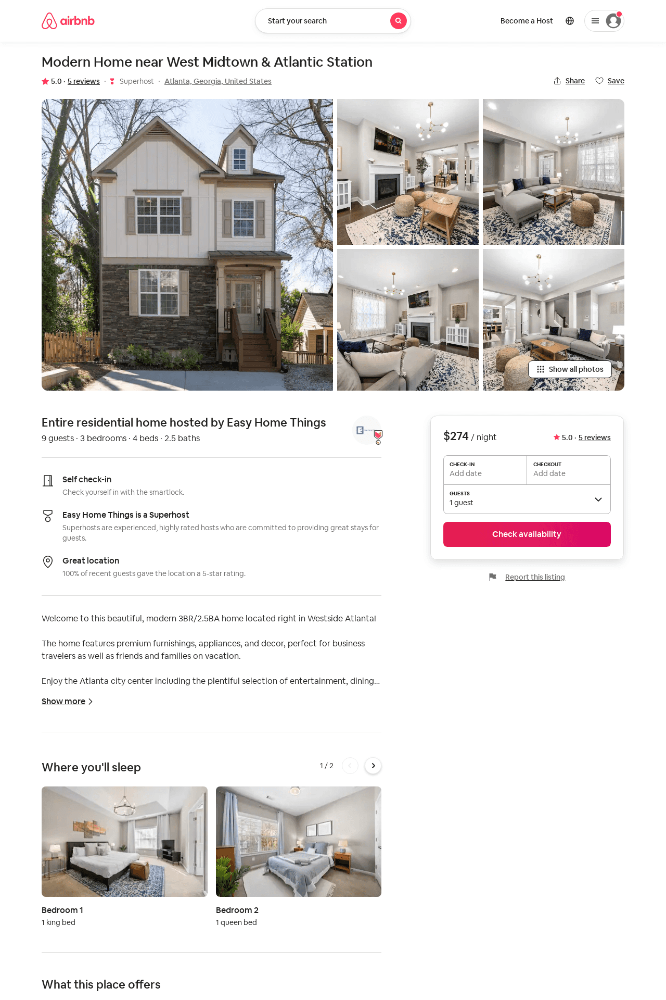 airbnb
Start your search
Become a Host
Modern Home near West Midtown & Atlantic Station
5.0 · 5 reviews · Superhost · Atlanta, Georgia, United States
Share
Save
Show all photos
Entire residential home hosted by Easy Home Things
9 guests · 3 bedrooms · 4 beds · 2.5 baths
$274 / night
5.0 · 5 reviews
CHECK-IN
Add date
CHECKOUT
Add date
GUESTS
1 guest
Check availability
Report this listing
Self check-in
Check yourself in with the smartlock.
Easy Home Things is a Superhost
Superhosts are experienced, highly rated hosts who are committed to providing great stays for
guests.
Great location
100% of recent guests gave the location a 5-star rating.
Welcome to this beautiful, modern 3BR/2.5BA home located right in Westside Atlanta!
The home features premium furnishings, appliances, and decor, perfect for business
travelers as well as friends and families on vacation.
Enjoy the Atlanta city center including the plentiful selection of entertainment, dining…
Show more
Where you'll sleep
1 / 2
Bedroom 1
1 king bed
Bedroom 2
1 queen bed
What this place offers